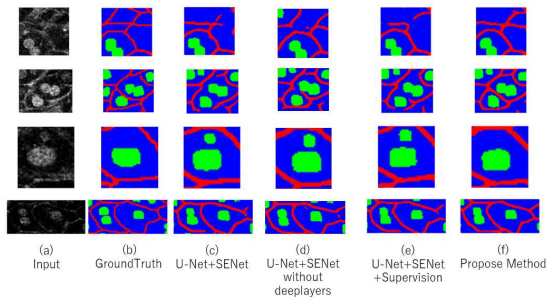 (a)
Input
(b)
GroundTruth
(c)
U-Net+SENet
(d)
U-Net+SENet
without
deeplayers
(e)
U-Net+SENet
+Supervision
(f)
Propose Method